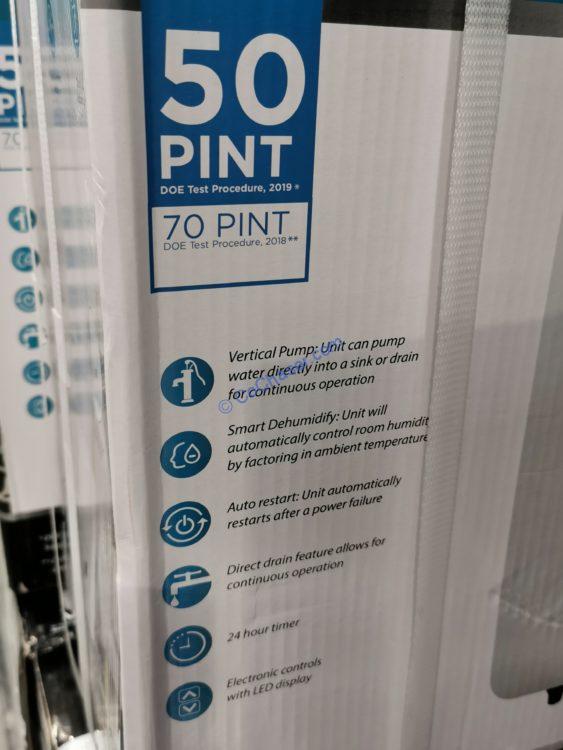 50
PINT
DOE Test Procedure, 2019 *
70 PINT
DOE Test Procedure, 2018**
Vertical Pump: Unit can pump
water directly into a sink or drain
for continuous operation
Smart Dehumidify: Unit will
automatically control room humidit
by factoring in ambient temperature
Auto restart: Unit automatically
restarts after a power failure
Direct drain feature allows for
continuous operation
24 hour timer
Electronic controls
with LED display